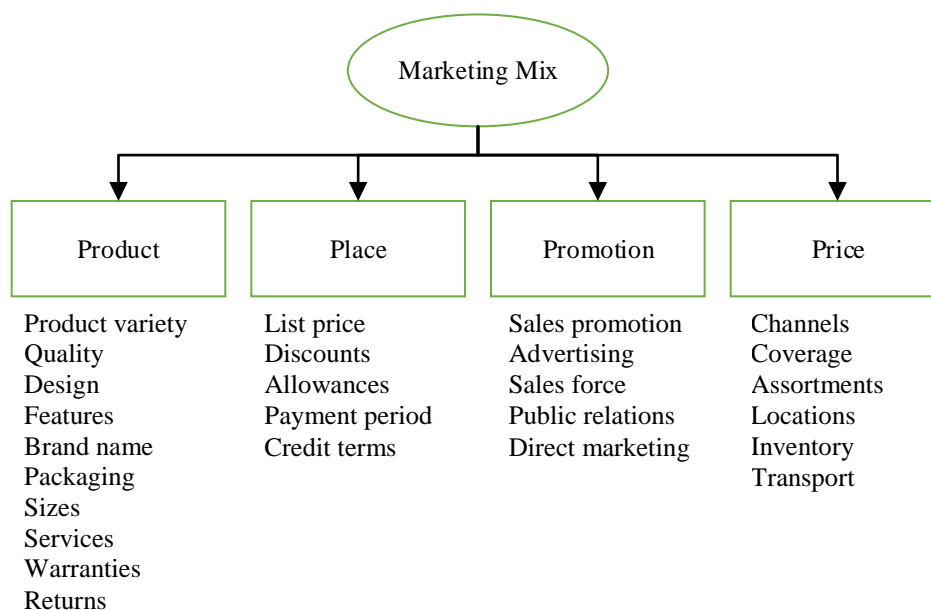 Marketing Mix
Product
Place
Promotion
Price
Product variety
Quality
Design
Features
Brand name
Packaging
Sizes
Services
Warranties
Returns
List price
Discounts
Allowances
Payment period
Credit terms
Sales promotion
Advertising
Sales force
Public relations
Direct marketing
Channels
Coverage
Assortments
Locations
Inventory
Transport